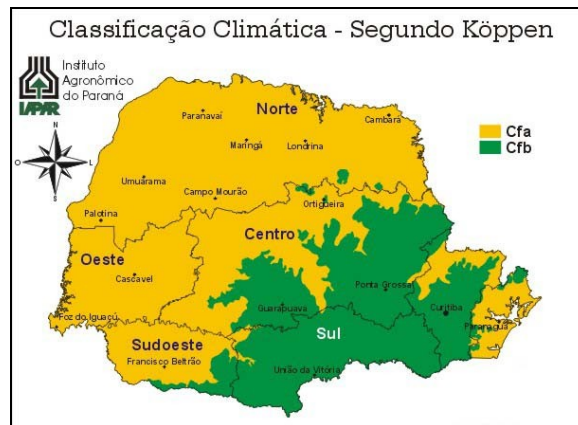 Classificação Climática - Segundo Köppen
Instituto
Agronômico
do Paraná
IAPAR
N
O
L
S
Cfa
Cfb
Norte
Paranavaí
Cambará
Maringá
Londrina
Umuarama
Campo Mourão
Ortigueira
Palotina
Centro
Oeste
Cascavel
Ponta Grossa
Guarapuava
Curitiba
Foz do Iguaçú
Paranaguá
Sul
Sudoeste
Francisco Beltrão
União da Vitória